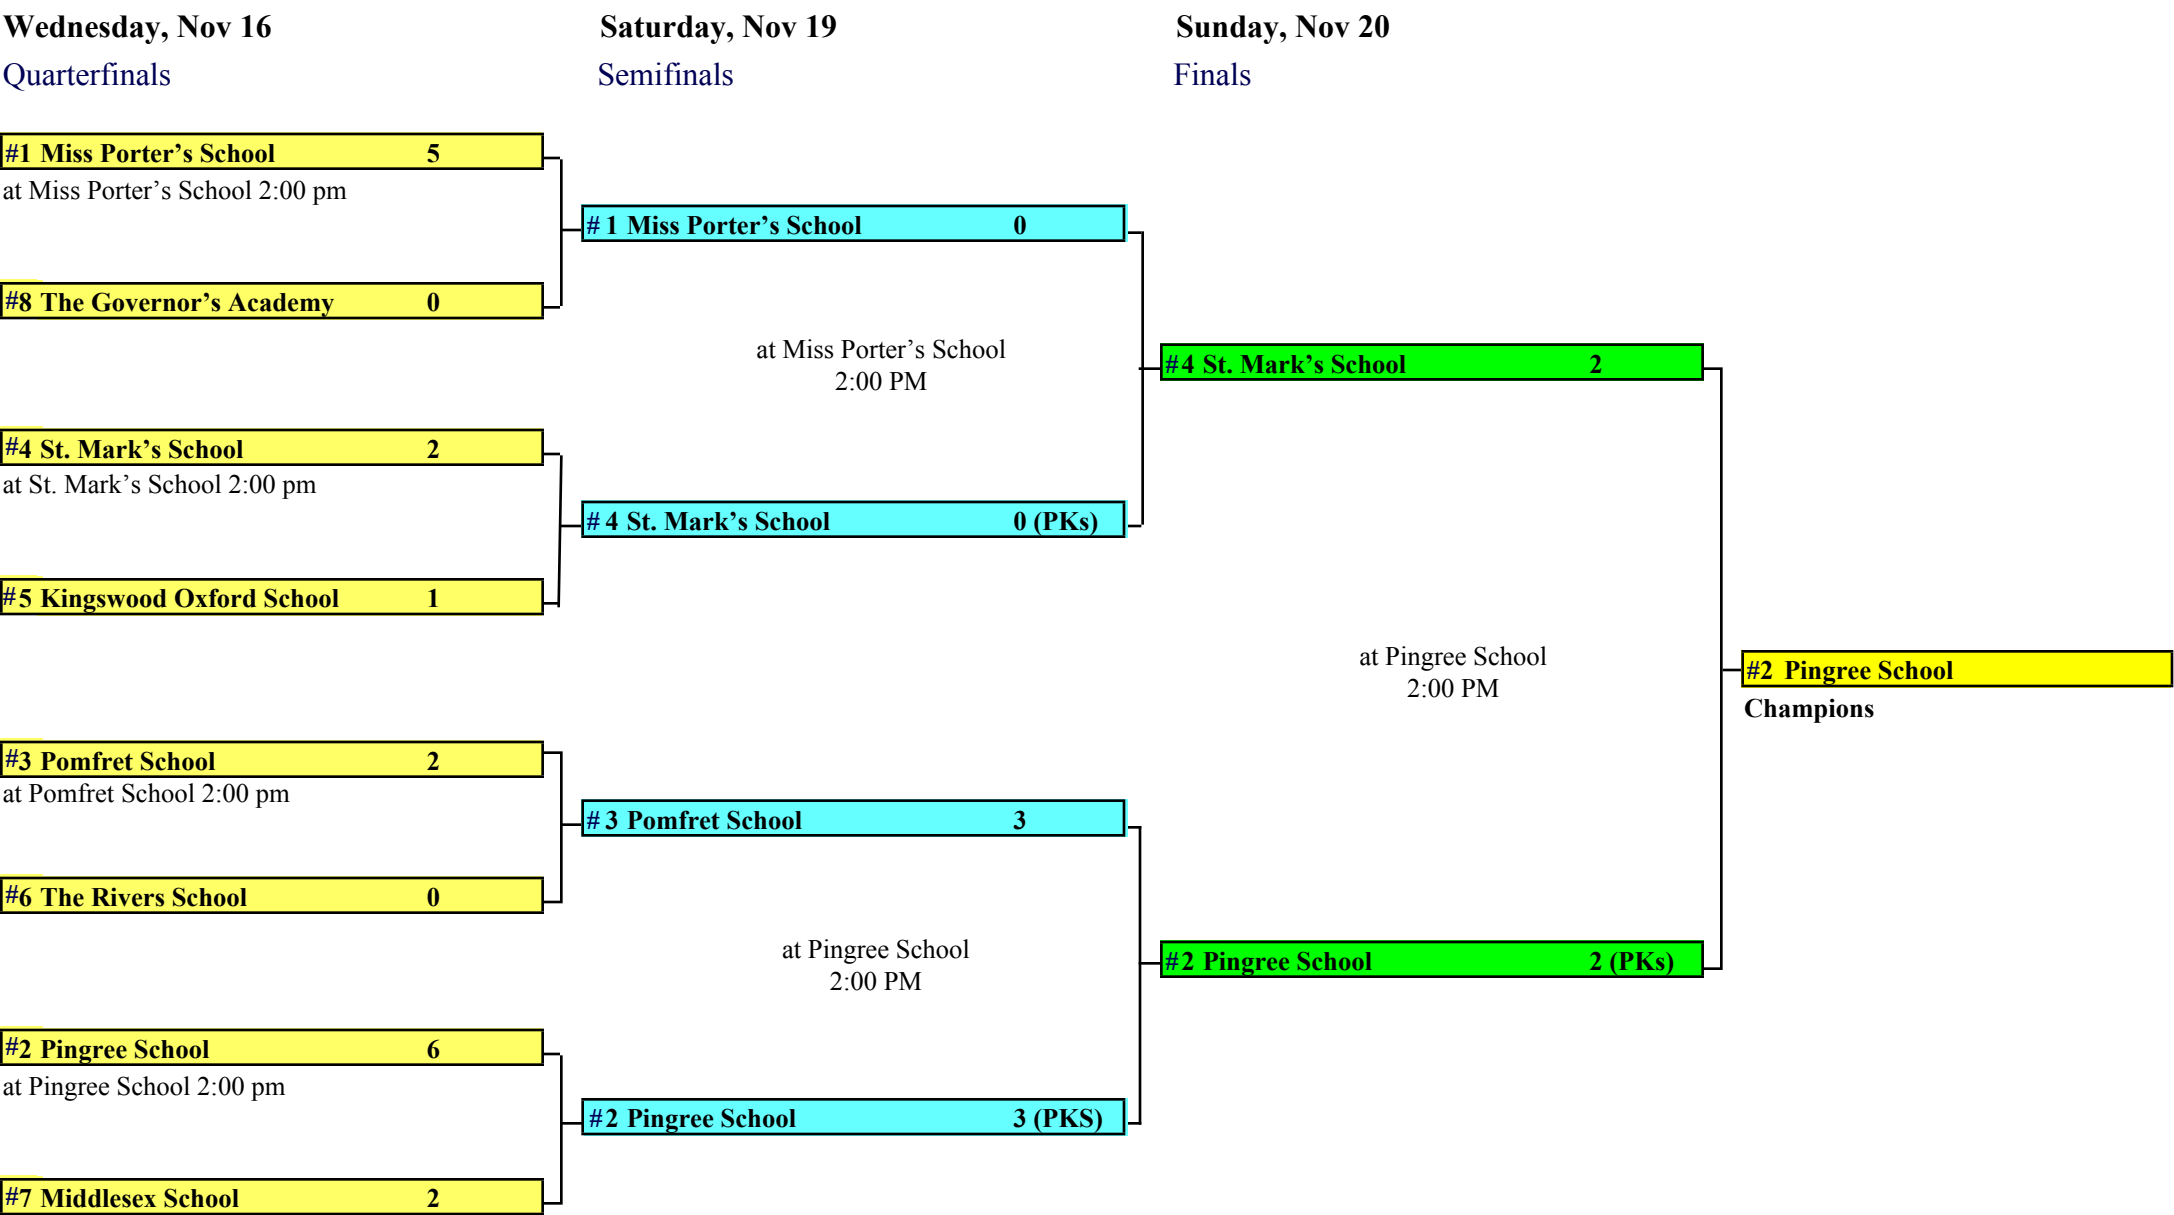 Wednesday, Nov 16
Saturday, Nov 19
Sunday, Nov 20
Quarterfinals
Semifinals
Finals
#1 Miss Porter’s School 5
at Miss Porter’s School 2:00 pm
#8 The Governor’s Academy 0
#4 St. Mark’s School 2
at St. Mark’s School 2:00 pm
#5 Kingswood Oxford School 1
#3 Pomfret School 2
at Pomfret School 2:00 pm
#6 The Rivers School 0
#2 Pingree School 6
at Pingree School 2:00 pm
#7 Middlesex School 2
# 1 Miss Porter’s School 0
at Miss Porter’s School
2:00 PM
# 4 St. Mark’s School 0 (PKs)
# 3 Pomfret School 3
at Pingree School
2:00 PM
#2 Pingree School 3 (PKS)
#4 St. Mark’s School 2
at Pingree School
2:00 PM
#2 Pingree School 2 (PKs)
#2 Pingree School
Champions